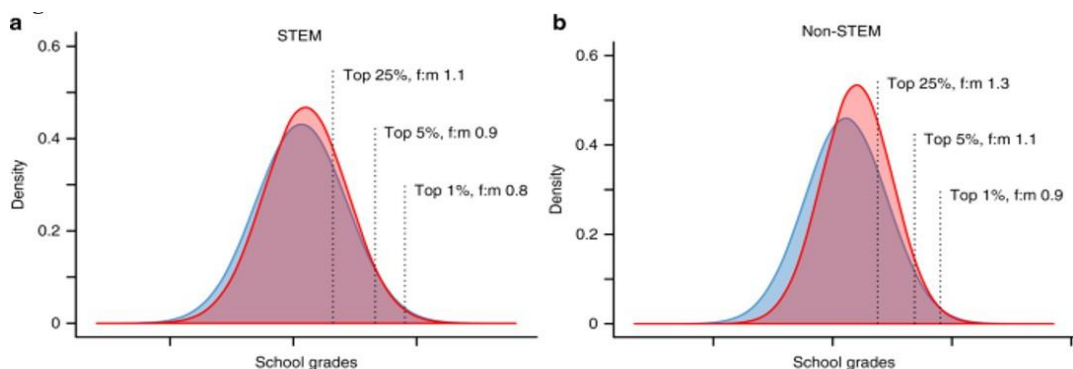 a
STEM
0.6
0.4
0.2
0
Density
Top 25%, f:m 1.1
Top 5%, f:m 0.9
Top 1%, f:m 0.8
School grades
b
Non-STEM
0.6
0.4
0.2
0
Density
Top 25%, f:m 1.3
Top 5%, f:m 1.1
Top 1%, f:m 0.9
School grades